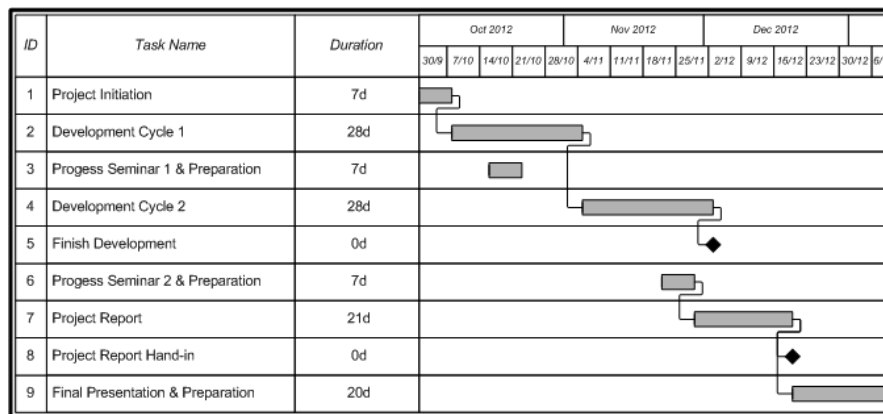 ID Task Name Duration Oct 2012 Nov 2012 Dec 2012
30/9 7/10 14/10 21/10 28/10 4/11 11/11 18/11 25/11 2/12 9/12 16/12 23/12 30/12
1 Project Initiation 7d
2 Development Cycle 1 28d
3 Progess Seminar 1 & Preparation 7d
4 Development Cycle 2 28d
5 Finish Development 0d
6 Progess Seminar 2 & Preparation 7d
7 Project Report 21d
8 Project Report Hand-in 0d
9 Final Presentation & Preparation 20d